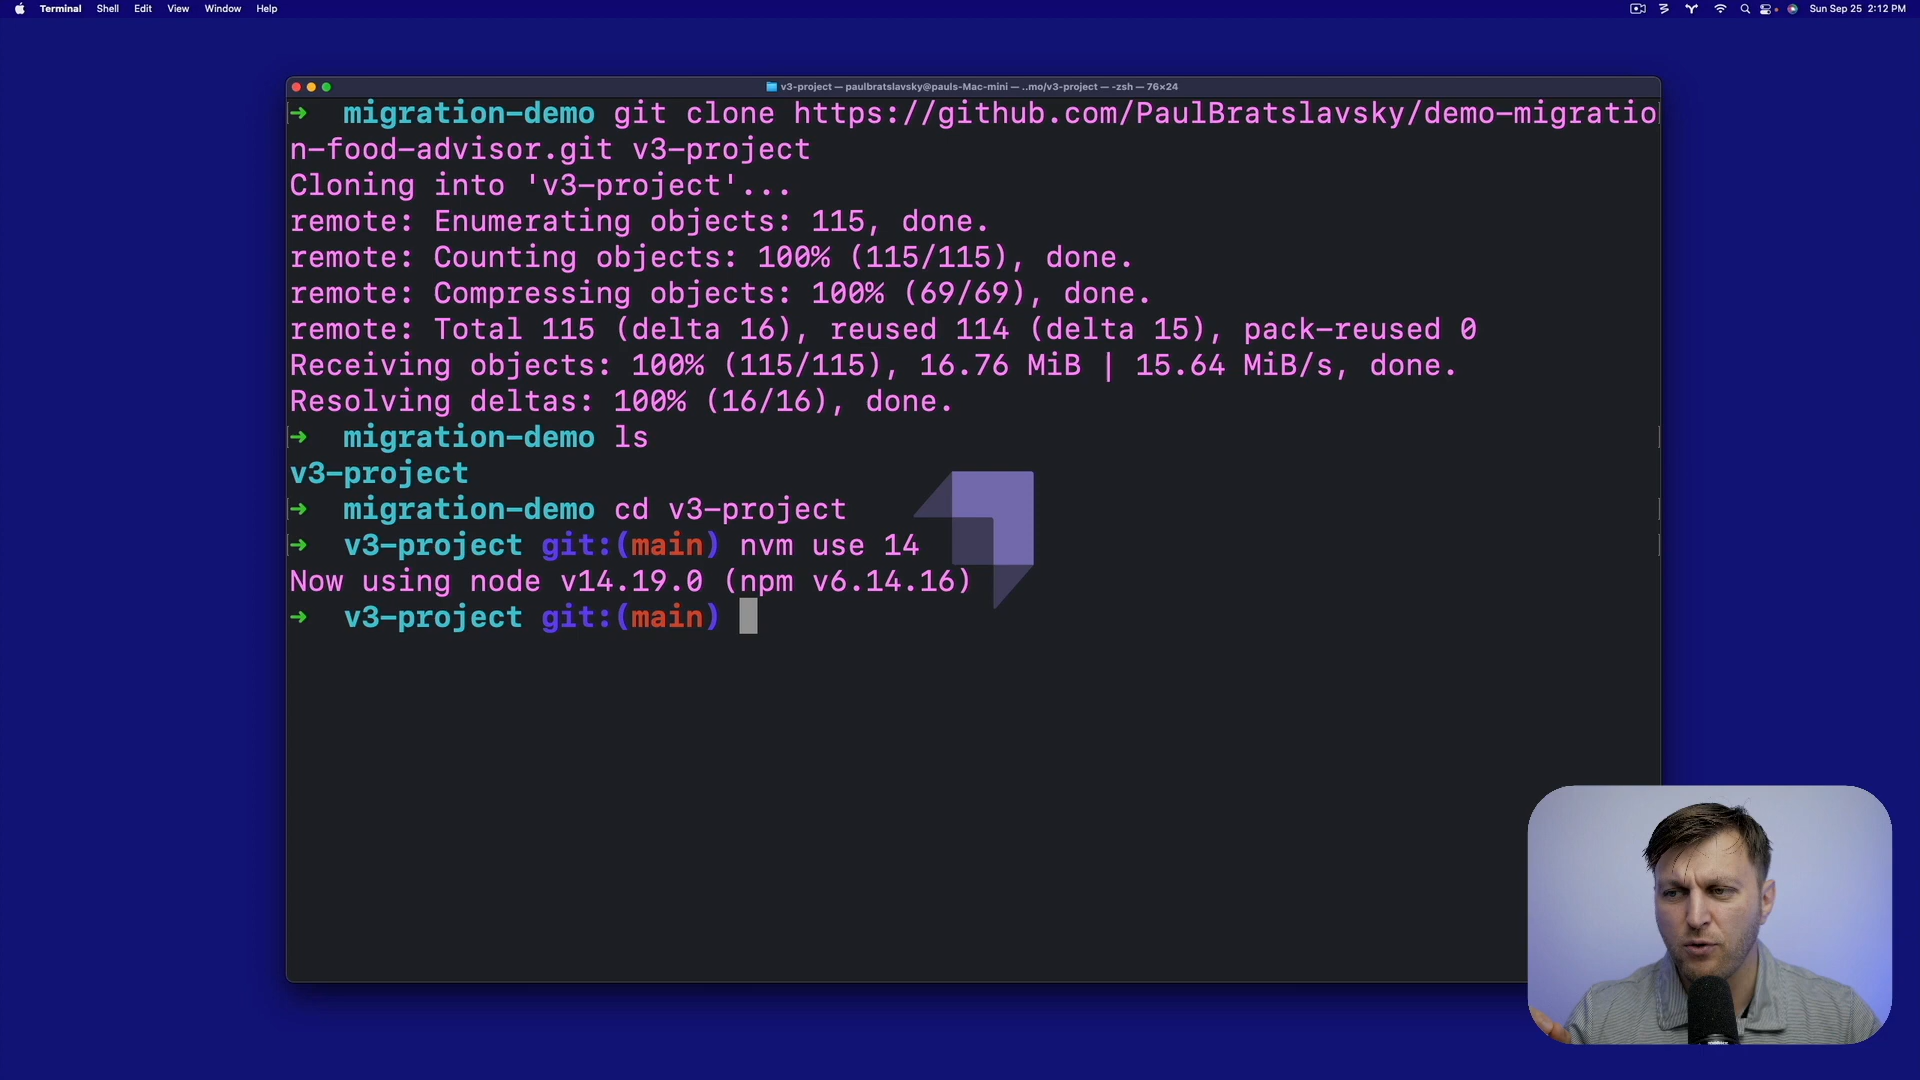 Terminal Shell Edit View Window Help Sun Sep 25 2:12 PM
v3-project — paulbratslavsky@pauls-Mac-mini — ..mo/v3-project — -zsh — 76×24
➜ migration-demo git clone https://github.com/PaulBratslavsky/demo-migratio
n-food-advisor.git v3-project
Cloning into 'v3-project'...
remote: Enumerating objects: 115, done.
remote: Counting objects: 100% (115/115), done.
remote: Compressing objects: 100% (69/69), done.
remote: Total 115 (delta 16), reused 114 (delta 15), pack-reused 0
Receiving objects: 100% (115/115), 16.76 MiB | 15.64 MiB/s, done.
Resolving deltas: 100% (16/16), done.
➜ migration-demo ls
v3-project
➜ migration-demo cd v3-project
➜ v3-project git:(main) nvm use 14
Now using node v14.19.0 (npm v6.14.16)
➜ v3-project git:(main)